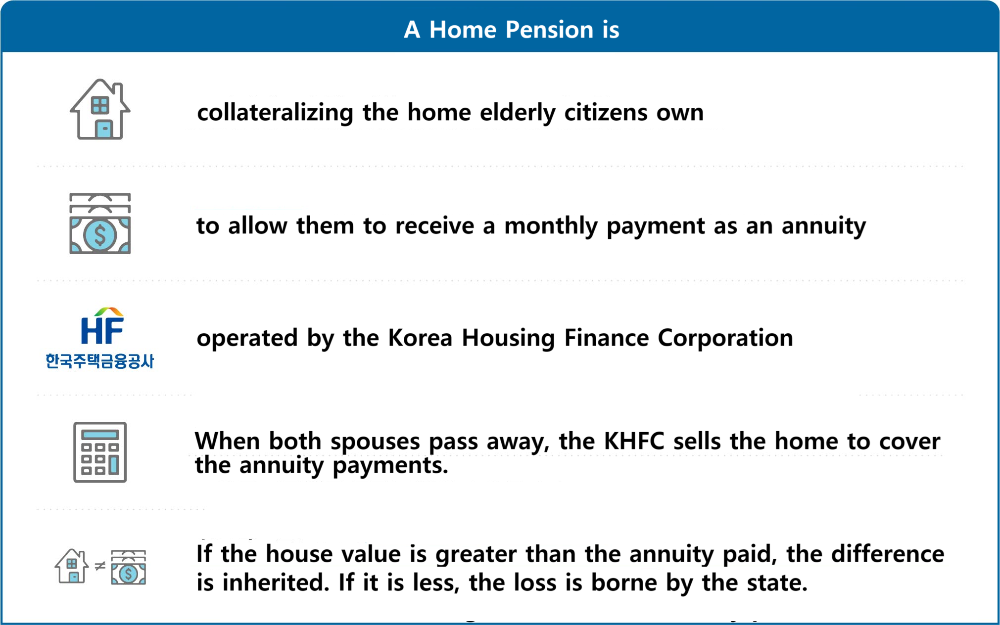 A Home Pension is
collateralizing the home elderly citizens own
to allow them to receive a monthly payment as an annuity
HF
한국주택금융공사
operated by the Korea Housing Finance Corporation
When both spouses pass away, the KHFC sells the home to cover
the annuity payments.
If the house value is greater than the annuity paid, the difference
is inherited. If it is less, the loss is borne by the state.